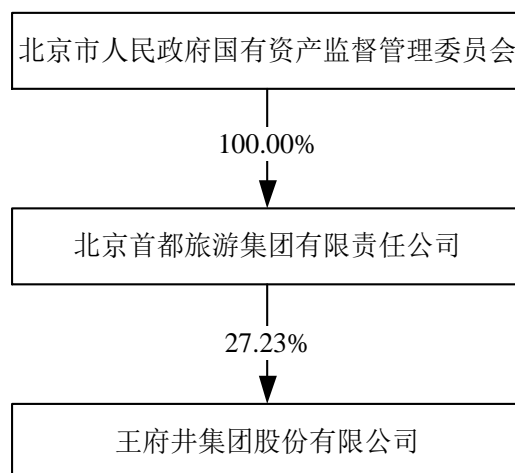 北京市人民政府国有资产监督管理委员会
100.00%
北京首都旅游集团有限责任公司
27.23%
王府井集团股份有限公司